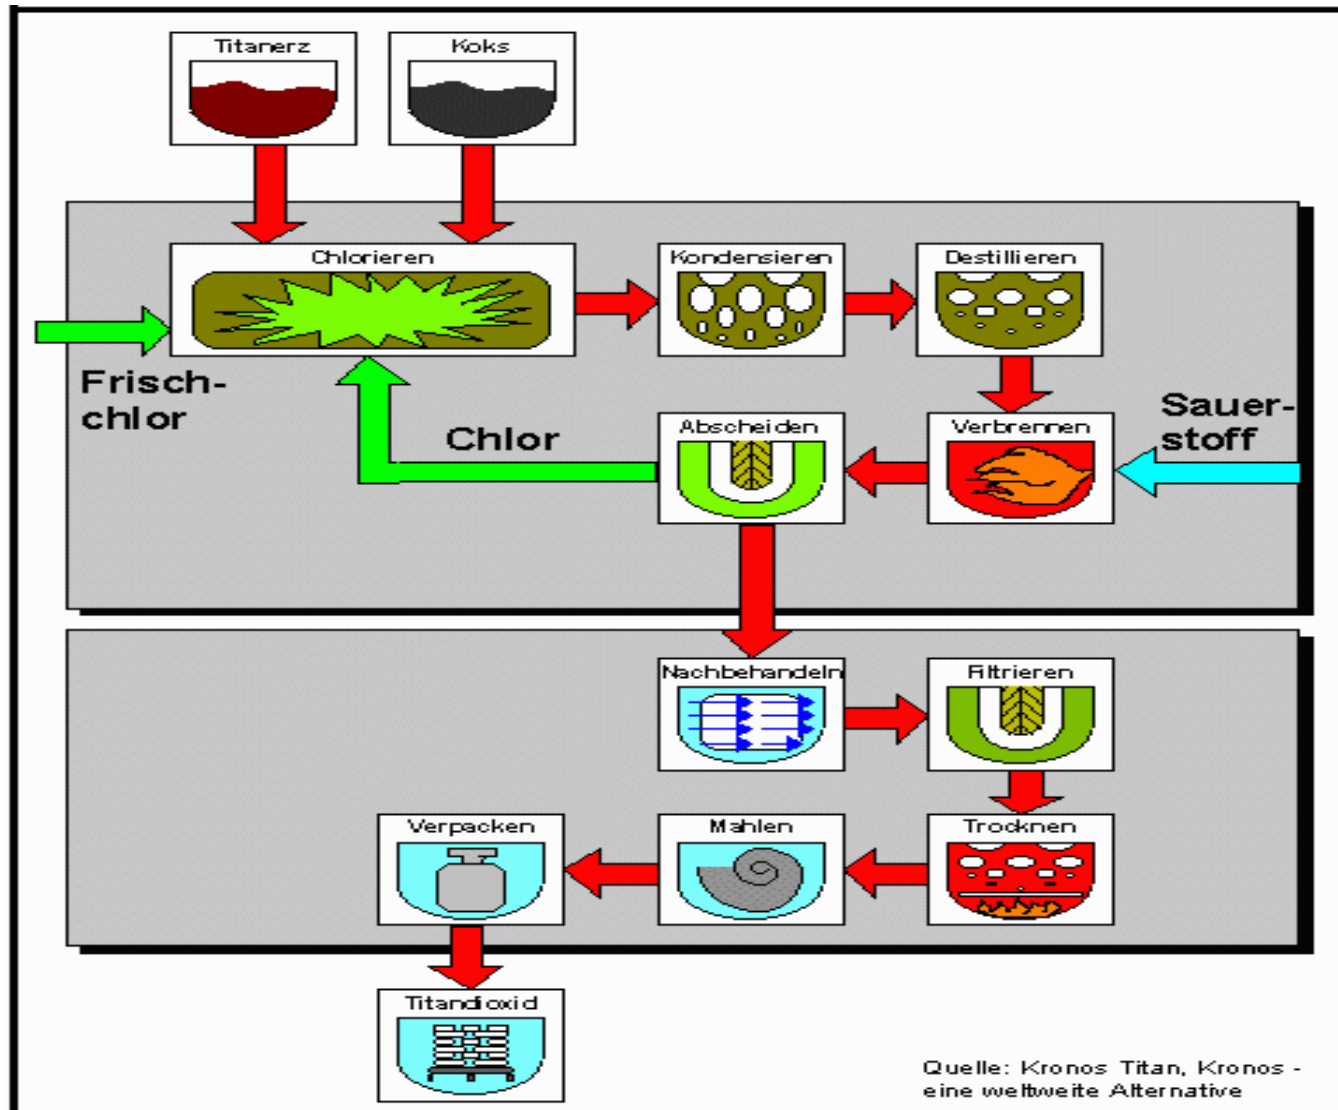 Titanerz
Koks
Chlorieren
Kondensieren
Destillieren
Frisch-
chlor
Chlor
Abscheiden
Verbrennen
Sauer-
stoff
Nachbehandeln
Filtrieren
Verpacken
Mahlen
Trocknen
Titandioxid
Quelle: Kronos Titan, Kronos -
eine weltweite Alternative